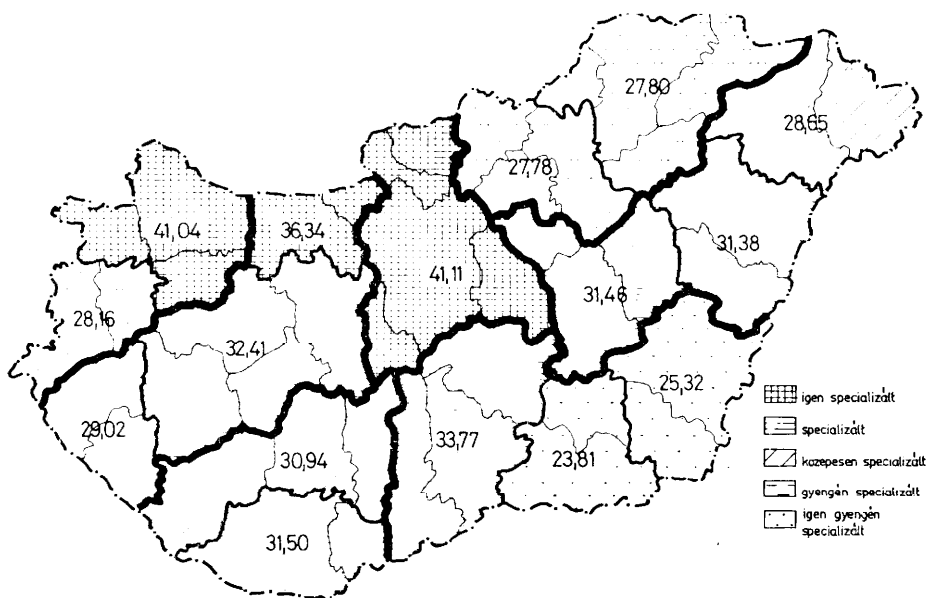 27,80
28,65
27,78
41,04
36,34
31,38
41,11
31,46
28,16
32,41
25,32
29,02
33,77
23,81
30,94
31,50
igen specializált
specializált
közepesen specializált
gyengén specializált
igen gyengén
specializált